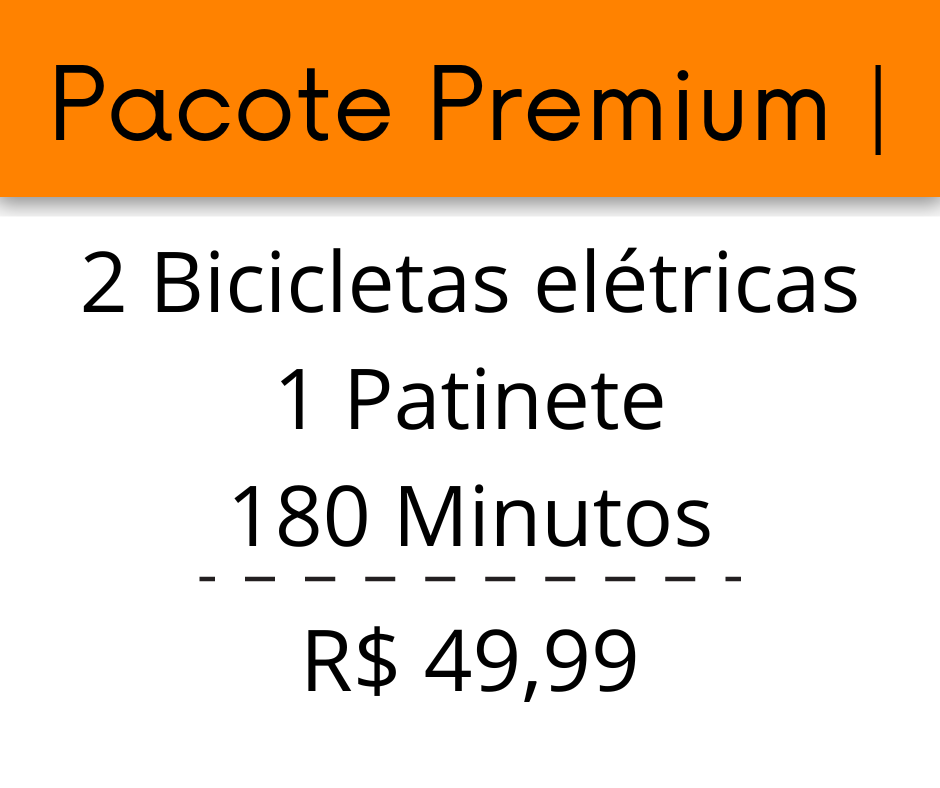 Pacote Premium |
2 Bicicletas elétricas
1 Patinete
180 Minutos
R$ 49,99